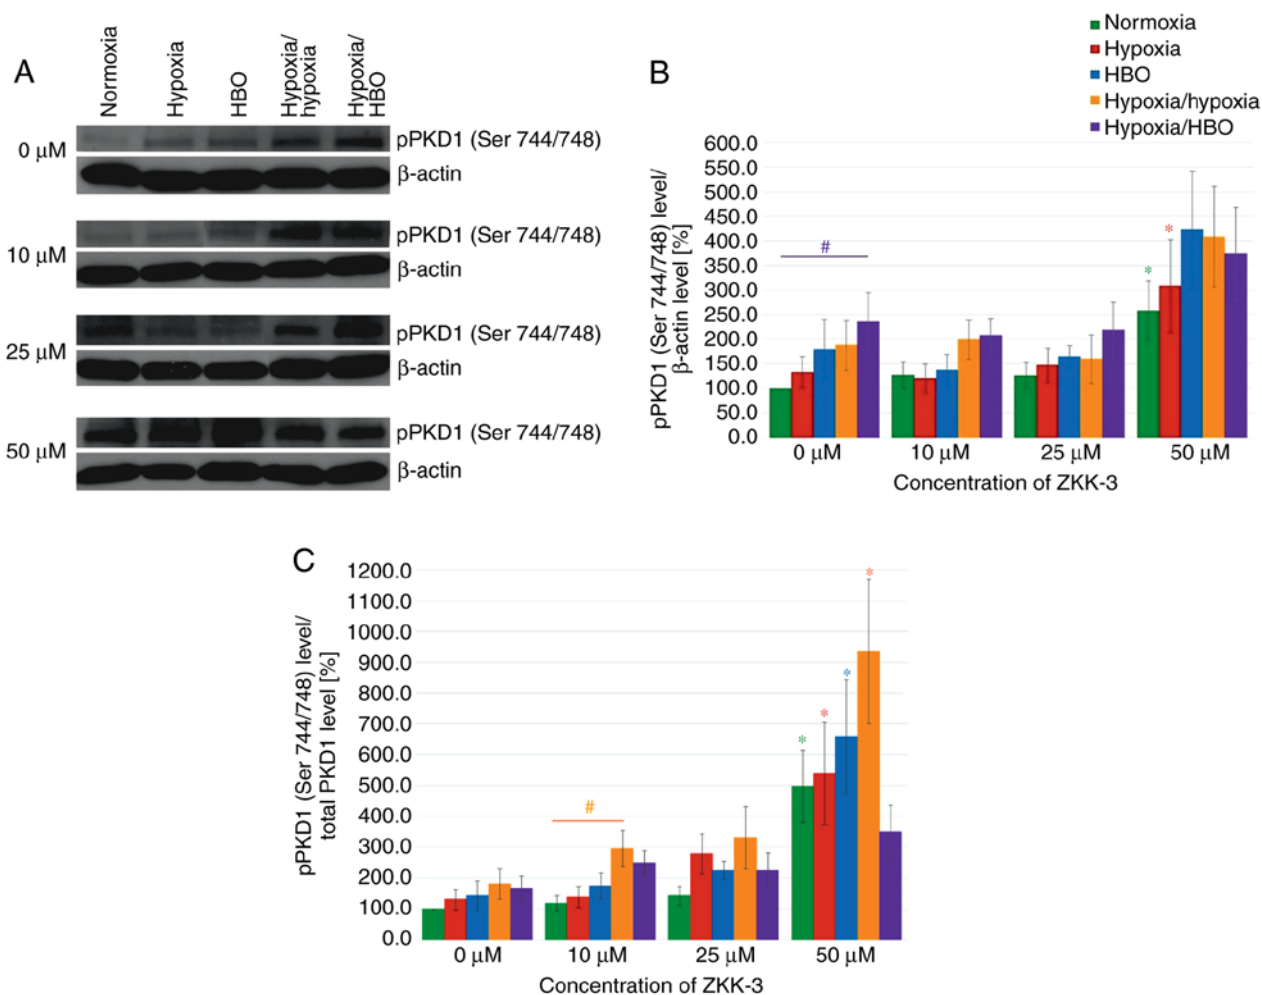 A
Normoxia
Hypoxia
HBO
Hypoxia/
hypoxia
Hypoxia/
HBO
0 μM
pPKD1 (Ser 744/748)
β-actin
10 μM
pPKD1 (Ser 744/748)
β-actin
25 μM
pPKD1 (Ser 744/748)
β-actin
50 μM
pPKD1 (Ser 744/748)
β-actin
B
Normoxia
Hypoxia
HBO
Hypoxia/hypoxia
Hypoxia/HBO
pPKD1 (Ser 744/748) level/
β-actin level [%]
600.0
550.0
500.0
450.0
400.0
350.0
300.0
250.0
200.0
150.0
100.0
50.0
0.0
#
*
*
0 μM 10 μM 25 μM 50 μM
Concentration of ZKK-3
C
pPKD1 (Ser 744/748) level/
total PKD1 level [%]
1200.0
1100.0
1000.0
900.0
800.0
700.0
600.0
500.0
400.0
300.0
200.0
100.0
0.0
#
*
*
*
*
0 μM 10 μM 25 μM 50 μM
Concentration of ZKK-3